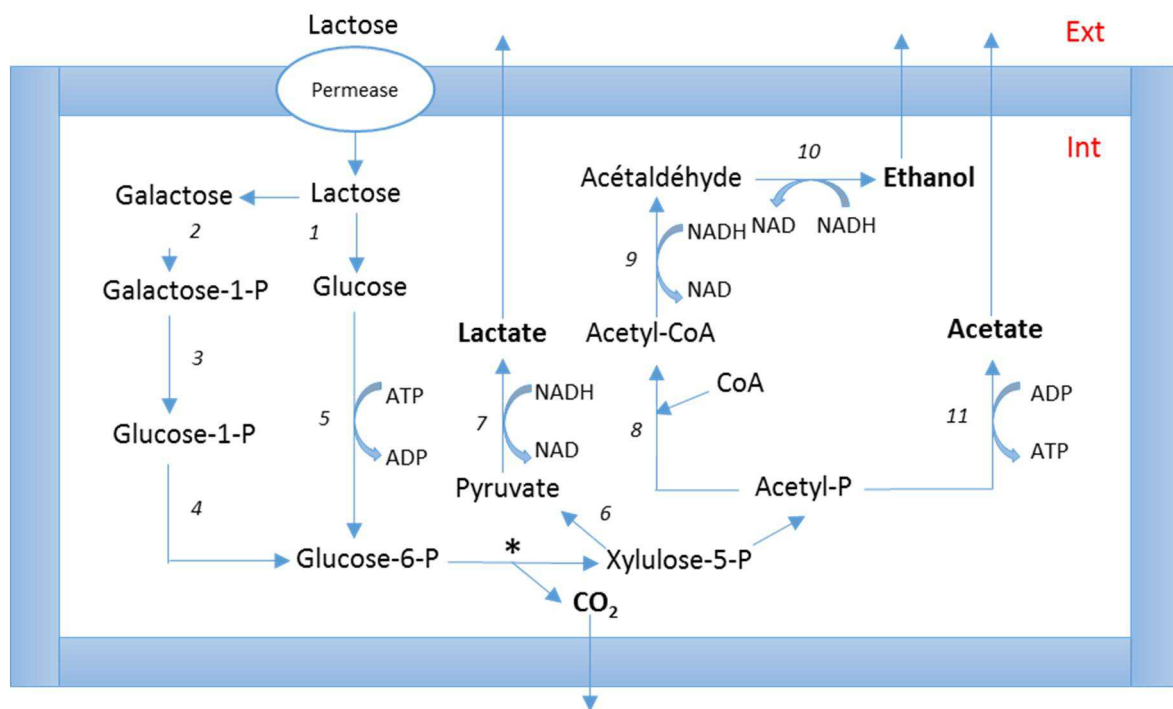 Lactose
Ext
Permease
Int
10
Acétaldéhyde
Ethanol
Galactose
Lactose
NAD
NADH
2
1
NADH
9
NAD
Galactose-1-P
Glucose
Lactate
Acetyl-CoA
Acetate
3
CoA
ATP
NADH
ADP
5
7
8
11
Glucose-1-P
ADP
NAD
ATP
Pyruvate
Acetyl-P
4
6
*
Glucose-6-P
Xylulose-5-P
CO₂